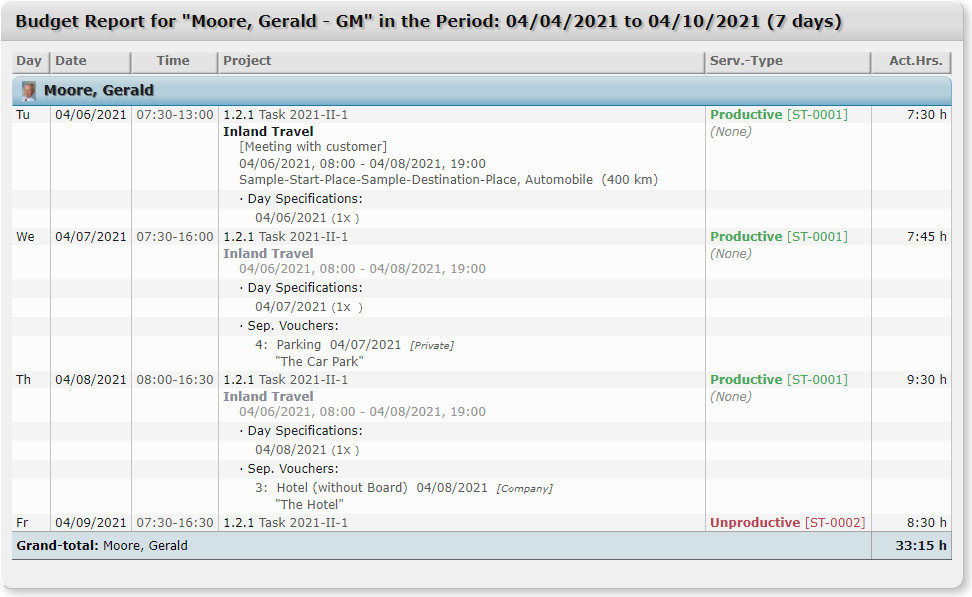 Budget Report for "Moore, Gerald - GM" in the Period: 04/04/2021 to 04/10/2021 (7 days)
Day Date Time Project Serv.-Type Act.Hrs.
Moore, Gerald
Tu 04/06/2021 07:30-13:00 1.2.1 Task 2021-II-1 Productive [ST-0001] 7:30 h
Inland Travel (None)
[Meeting with customer]
04/06/2021, 08:00 - 04/08/2021, 19:00
Sample-Start-Place-Sample-Destination-Place, Automobile (400 km)
· Day Specifications:
04/06/2021 (1x )
We 04/07/2021 07:30-16:00 1.2.1 Task 2021-II-1 Productive [ST-0001] 7:45 h
Inland Travel (None)
04/06/2021, 08:00 - 04/08/2021, 19:00
· Day Specifications:
04/07/2021 (1x )
· Sep. Vouchers:
4: Parking 04/07/2021 [Private]
"The Car Park"
Th 04/08/2021 08:00-16:30 1.2.1 Task 2021-II-1 Productive [ST-0001] 9:30 h
Inland Travel (None)
04/06/2021, 08:00 - 04/08/2021, 19:00
· Day Specifications:
04/08/2021 (1x )
· Sep. Vouchers:
3: Hotel (without Board) 04/08/2021 [Company]
"The Hotel"
Fr 04/09/2021 07:30-16:30 1.2.1 Task 2021-II-1 Unproductive [ST-0002] 8:30 h
Grand-total: Moore, Gerald 33:15 h